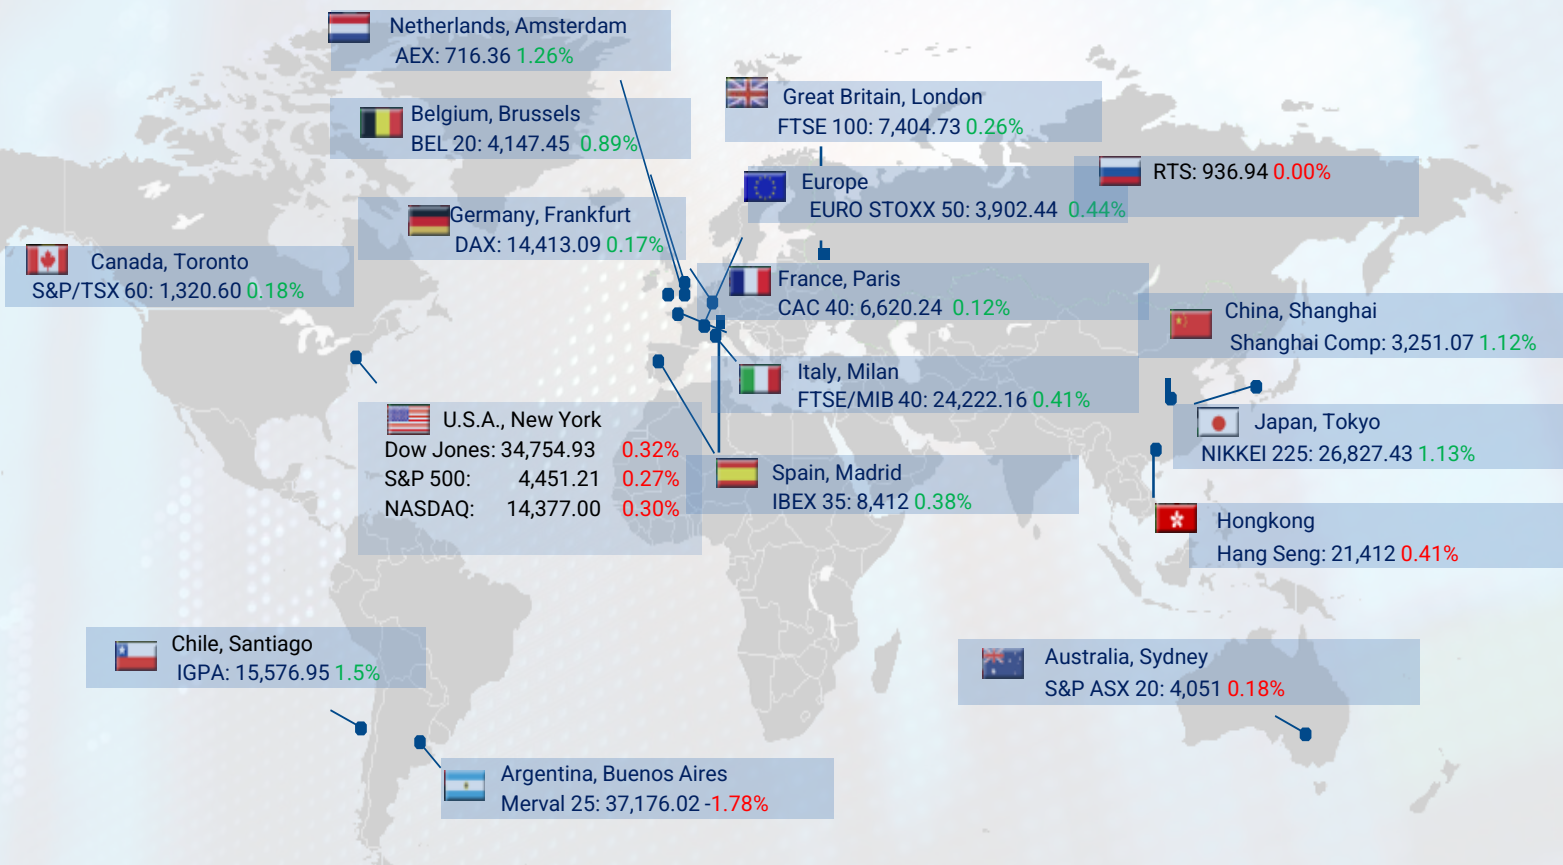 Netherlands, Amsterdam
AEX: 716.36 1.26%
Belgium, Brussels
BEL 20: 4,147.45 0.89%
Great Britain, London
FTSE 100: 7,404.73 0.26%
Europe
EURO STOXX 50: 3,902.44 0.44%
RTS: 936.94 0.00%
Germany, Frankfurt
DAX: 14,413.09 0.17%
Canada, Toronto
S&P/TSX 60: 1,320.60 0.18%
France, Paris
CAC 40: 6,620.24 0.12%
China, Shanghai
Shanghai Comp: 3,251.07 1.12%
Italy, Milan
FTSE/MIB 40: 24,222.16 0.41%
U.S.A., New York
Dow Jones: 34,754.93 0.32%
S&P 500: 4,451.21 0.27%
NASDAQ: 14,377.00 0.30%
Japan, Tokyo
NIKKEI 225: 26,827.43 1.13%
Spain, Madrid
IBEX 35: 8,412 0.38%
Hongkong
Hang Seng: 21,412 0.41%
Chile, Santiago
IGPA: 15,576.95 1.5%
Australia, Sydney
S&P ASX 20: 4,051 0.18%
Argentina, Buenos Aires
Merval 25: 37,176.02 -1.78%